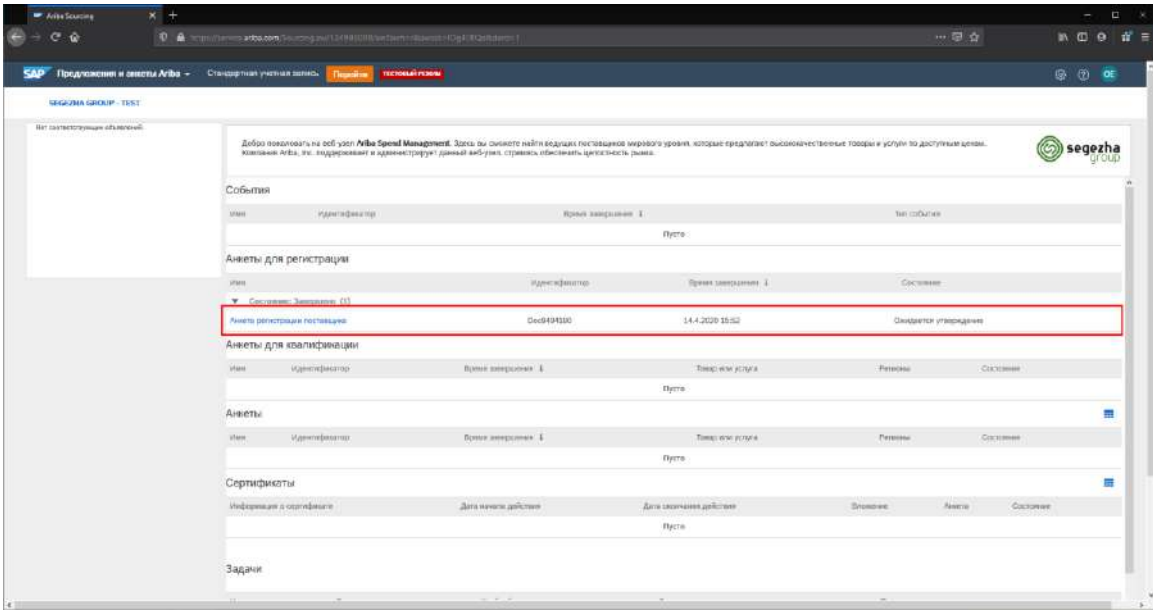 Ariba Sourcing
SAP Предложения и анкеты Ariba Стандартная учетная запись Перейти ТЕСТОВЫЙ РЕЖИМ OE
SEGEZHA GROUP - TEST
Нет соответствующих объявлений.
Добро пожаловать на веб-узел Ariba Spend Management. Здесь вы сможете найти ведущих поставщиков мирового уровня, которые предлагают высококачественные товары и услуги по доступным ценам.
Компания Ariba, Inc. поддерживает и администрирует данный веб-узел, стремясь обеспечить целостность рынка.
segezha
group
События
Имя Идентификатор Время завершения ↓ Тип события
Пусто
Анкеты для регистрации
Имя Идентификатор Время завершения ↓ Состояние
▼ Состояние: Завершено (1)
Анкета регистрации поставщика 14.4.2020 Ожидается утверждение
Анкеты для квалификации
Имя Идентификатор Время завершения ↓ Товар или услуга Регионы Состояние
Пусто
Анкеты
Имя Идентификатор Время завершения ↓ Товар или услуга Регионы Состояние
Пусто
Сертификаты
Информация о сертификате Дата начала действия Дата окончания действия Вложение Анкета Состояние
Пусто
Задачи